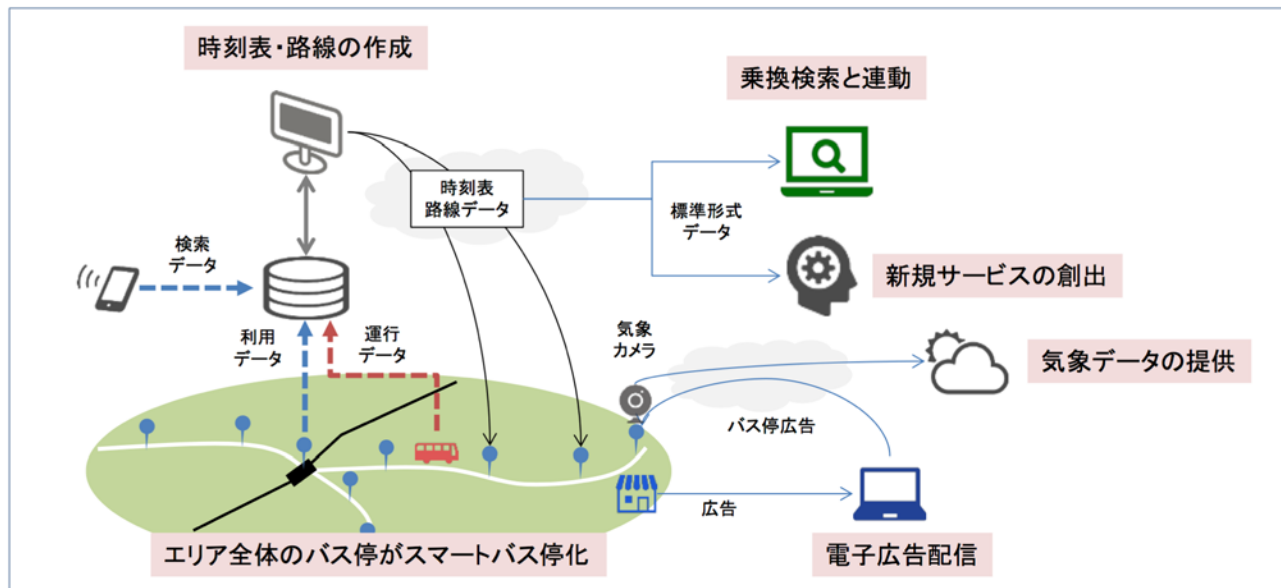 時刻表・路線の作成
乗換検索と連動
時刻表
路線データ
標準形式
データ
検索
データ
新規サービスの創出
利用
データ
運行
データ
気象
カメラ
気象データの提供
バス停広告
広告
エリア全体のバス停がスマートバス停化
電子広告配信